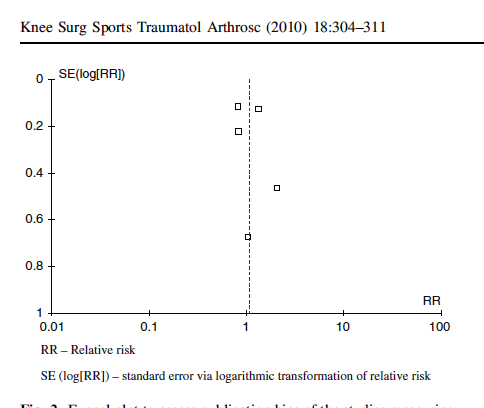 Knee Surg Sports Traumatol Arthrosc (2010) 18:304–311
SE(log[RR])
0
0.2
0.4
0.6
0.8
1
RR
0.01 0.1 1 10 100
RR – Relative risk
SE (log[RR]) – standard error via logarithmic transformation of relative risk